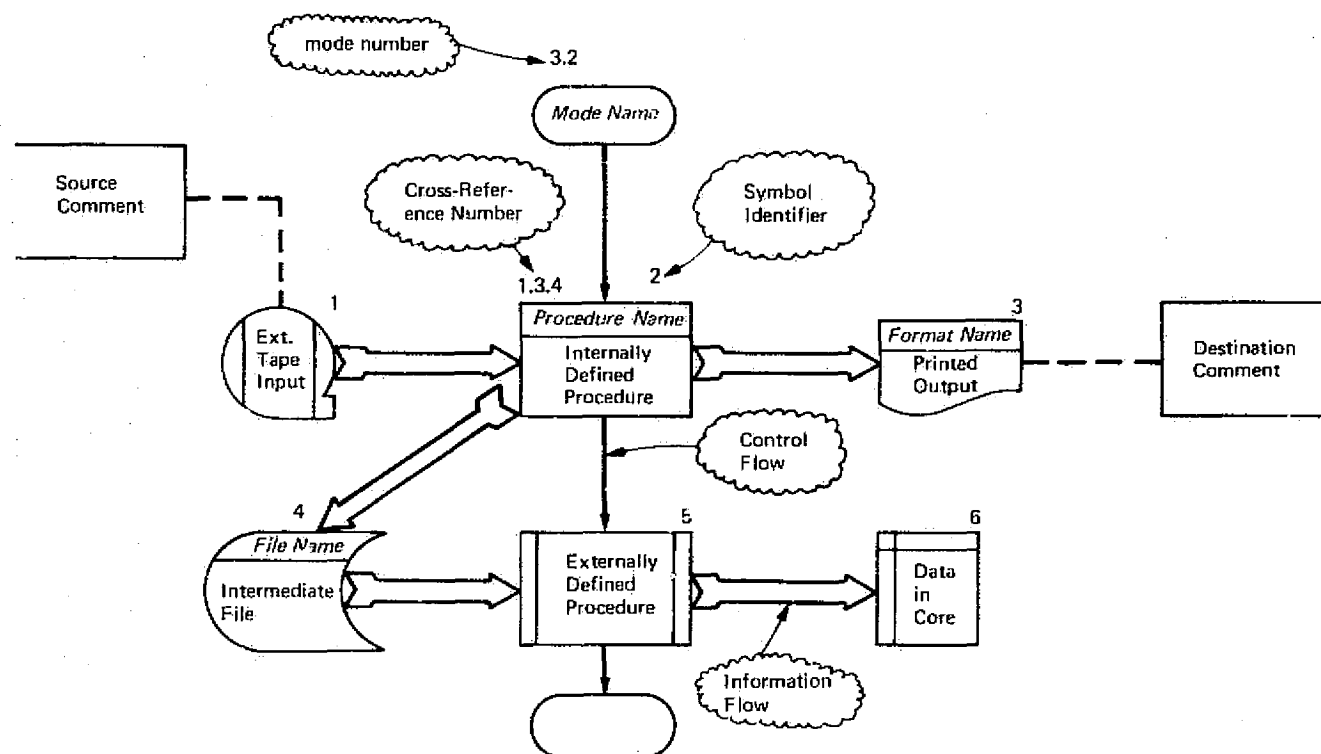 mode number
3.2
Mode Name
Source
Comment
Cross-Refer-
ence Number
Symbol
Identifier
1
1.3.4
2
3
Ext.
Tape
Input
Procedure Name
Internally
Defined
Procedure
Format Name
Printed
Output
Destination
Comment
Control
Flow
4
5
6
File Name
Intermediate
File
Externally
Defined
Procedure
Data
in
Core
Information
Flow